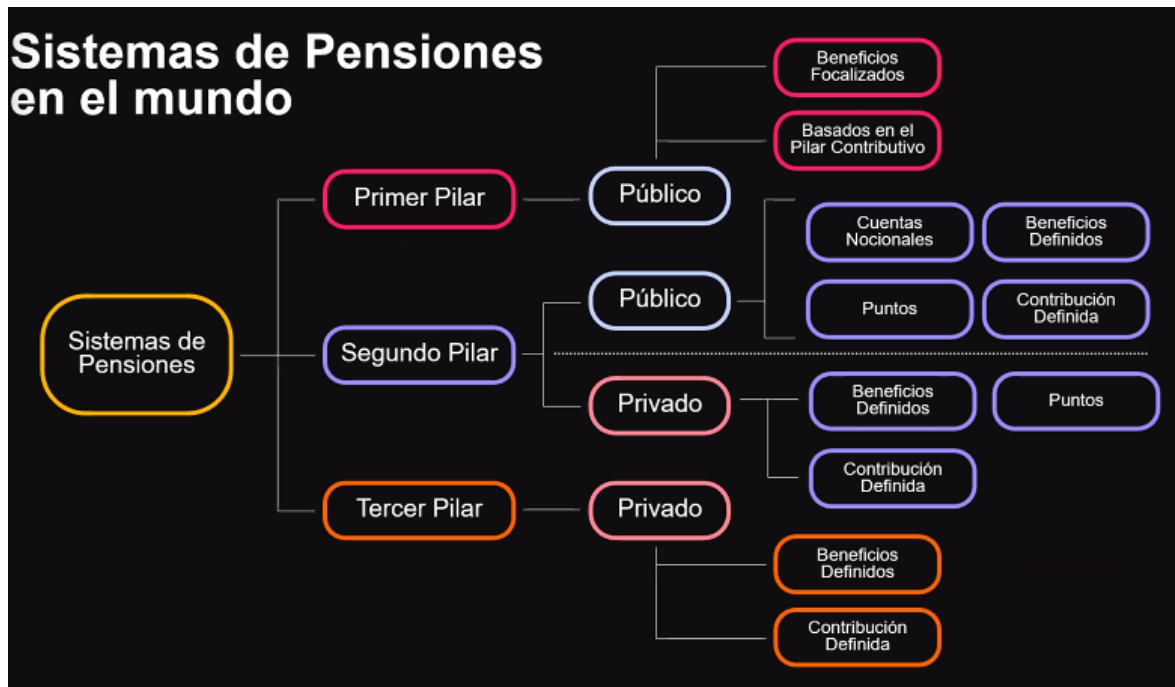 Sistemas de Pensiones
en el mundo
Beneficios
Focalizados
Basados en el
Pilar Contributivo
Primer Pilar
Público
Cuentas
Nocionales
Beneficios
Definidos
Público
Puntos
Contribución
Definida
Sistemas de
Pensiones
Segundo Pilar
Privado
Beneficios
Definidos
Puntos
Contribución
Definida
Tercer Pilar
Privado
Beneficios
Definidos
Contribución
Definida